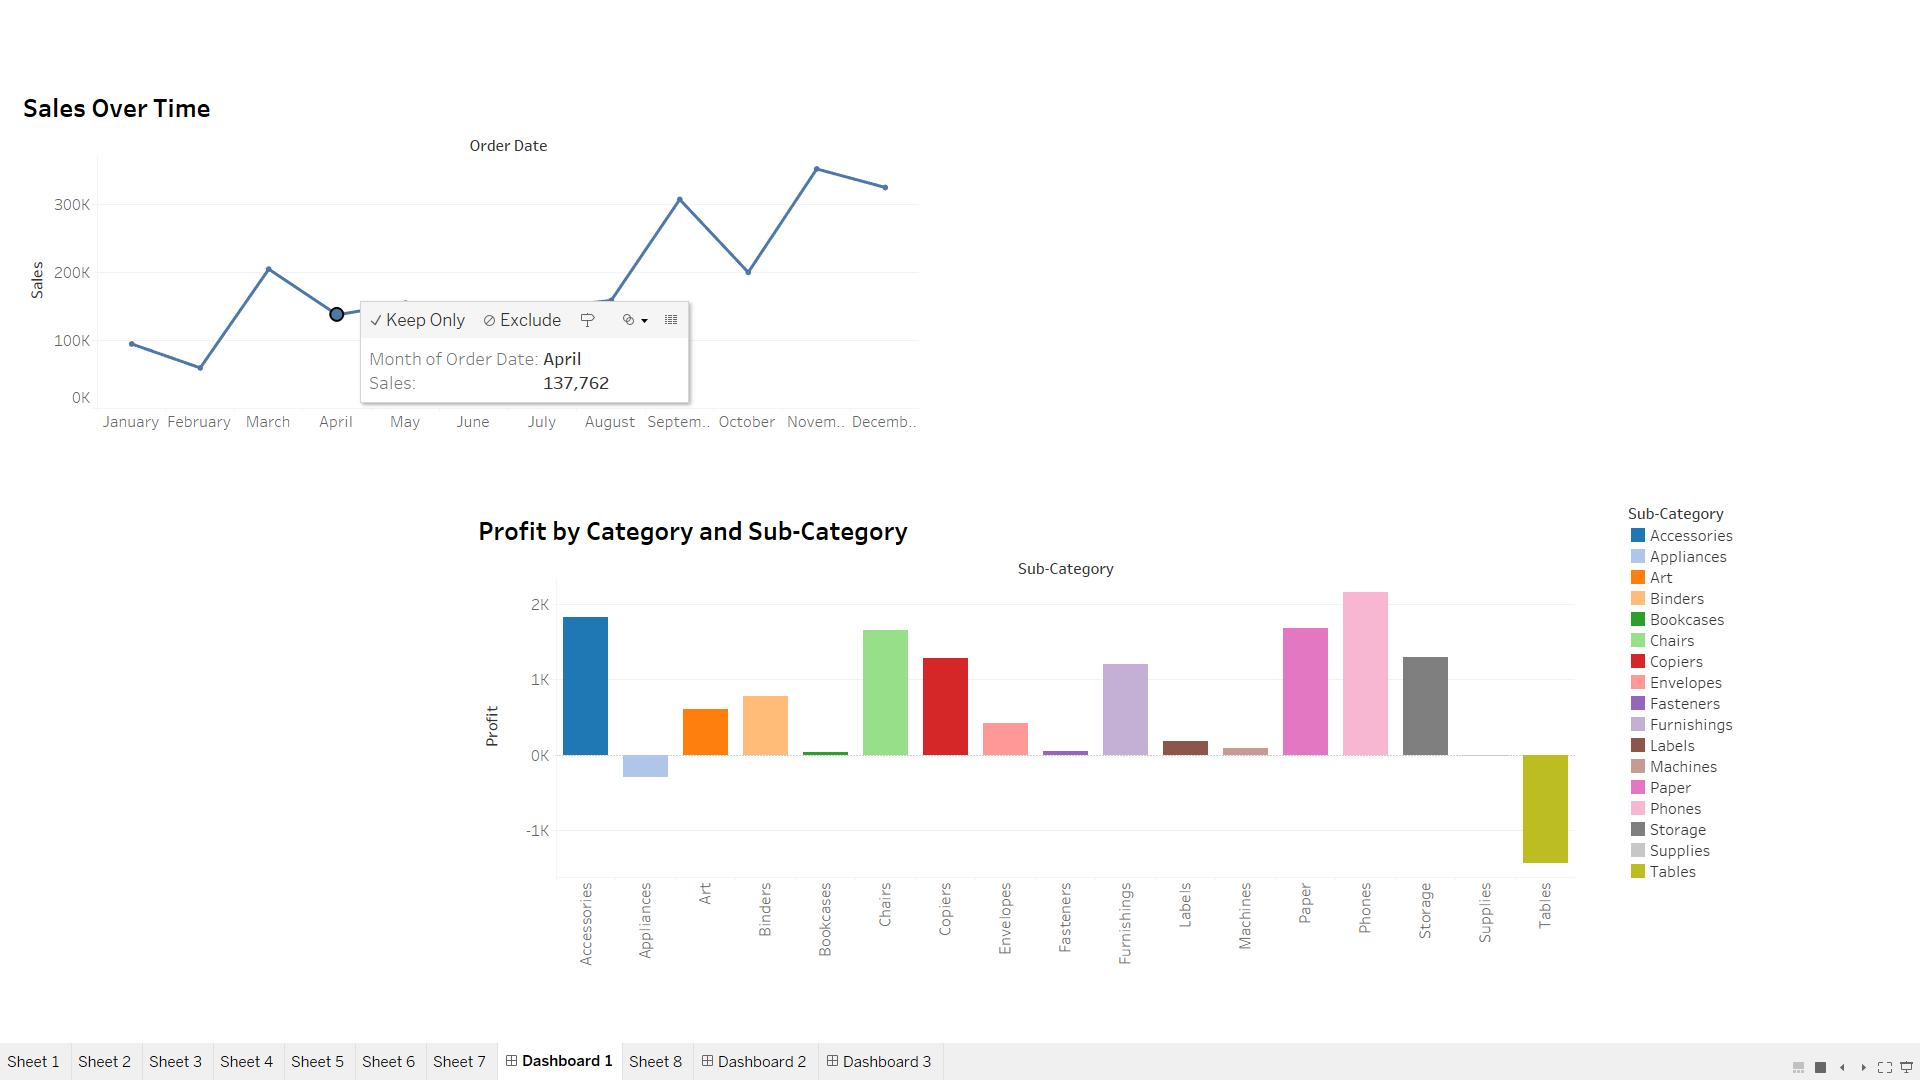 Sales Over Time
Order Date
300K
200K
100K
0K
Sales
✓ Keep Only Exclude
Month of Order Date: April
Sales: 137,762
January February March April May June July August Septem.. October Novem.. Decemb..
Profit by Category and Sub-Category
Sub-Category
2K
1K
0K
-1K
Profit
Accessories Appliances Art Binders Bookcases Chairs Copiers Envelopes Fasteners Furnishings Labels Machines Paper Phones Storage Supplies Tables
Sub-Category
Accessories
Appliances
Art
Binders
Bookcases
Chairs
Copiers
Envelopes
Fasteners
Furnishings
Labels
Machines
Paper
Phones
Storage
Supplies
Tables
Sheet 1 Sheet 2 Sheet 3 Sheet 4 Sheet 5 Sheet 6 Sheet 7 Dashboard 1 Sheet 8 Dashboard 2 Dashboard 3